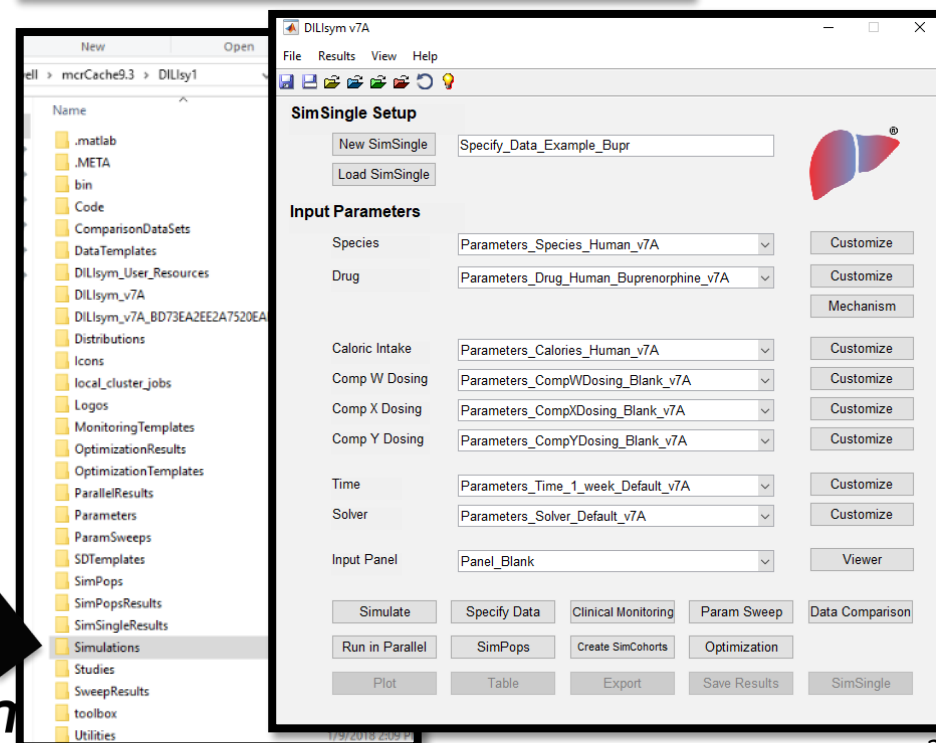 New Open
ell > mcrCache9.3 > DILIsy1
Name
.matlab
.META
bin
Code
ComparisonDataSets
DataTemplates
DILIsym_User_Resources
DILIsym_v7A
DILIsym_v7A_BD73EA2EE2A7520EA
Distributions
Icons
local_cluster_jobs
Logos
MonitoringTemplates
OptimizationResults
OptimizationTemplates
ParallelResults
Parameters
ParamSweeps
SDTemplates
SimPops
SimPopsResults
SimSingleResults
Simulations
Studies
SweepResults
toolbox
Utilities 1/9/2018 2:09 P
n
DILIsym v7A
File Results View Help
SimSingle Setup
New SimSingle Specify_Data_Example_Bupr
Load SimSingle
®
Input Parameters
Species Parameters_Species_Human_v7A Customize
Drug Parameters_Drug_Human_Buprenorphine_v7A Customize
Mechanism
Caloric Intake Parameters_Calories_Human_v7A Customize
Comp W Dosing Parameters_CompWDosing_Blank_v7A Customize
Comp X Dosing Parameters_CompXDosing_Blank_v7A Customize
Comp Y Dosing Parameters_CompYDosing_Blank_v7A Customize
Time Parameters_Time_1_week_Default_v7A Customize
Solver Parameters_Solver_Default_v7A Customize
Input Panel Panel_Blank Viewer
Simulate Specify Data Clinical Monitoring Param Sweep Data Comparison
Run in Parallel SimPops Create SimCohorts Optimization
Plot Table Export Save Results SimSingle